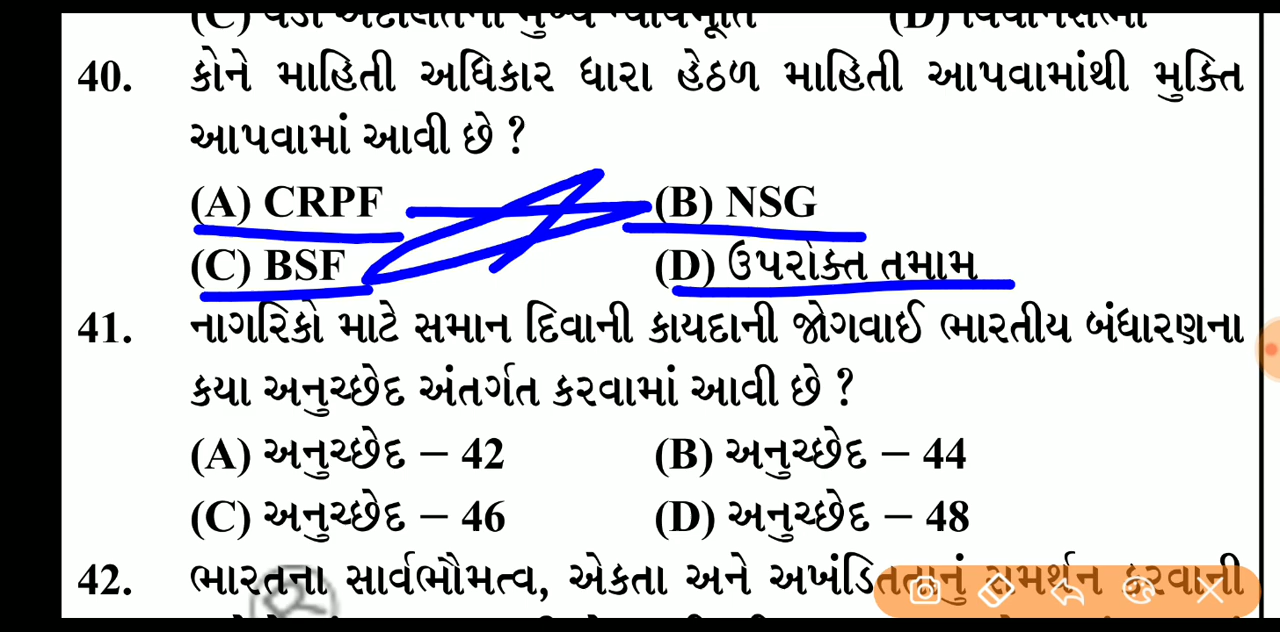 40. કોને માહિતી અધિકાર ધારા હેઠળ માહિતી આપવામાંથી મુક્તિ
આપવામાં આવી છે ?
(A) CRPF (B) NSG
(C) BSF (D) ઉપરોક્ત તમામ
41. નાગરિકો માટે સમાન દિવાની કાયદાની જોગવાઈ ભારતીય બંધારણના
કયા અનુચ્છેદ અંતર્ગત કરવામાં આવી છે ?
(A) અનુચ્છેદ – 42 (B) અનુચ્છેદ – 44
(C) અનુચ્છેદ – 46 (D) અનુચ્છેદ – 48
42. ભારતના સાર્વભૌમત્વ, એકતા અને અખંડિતતાનું સમર્થન કરવાની